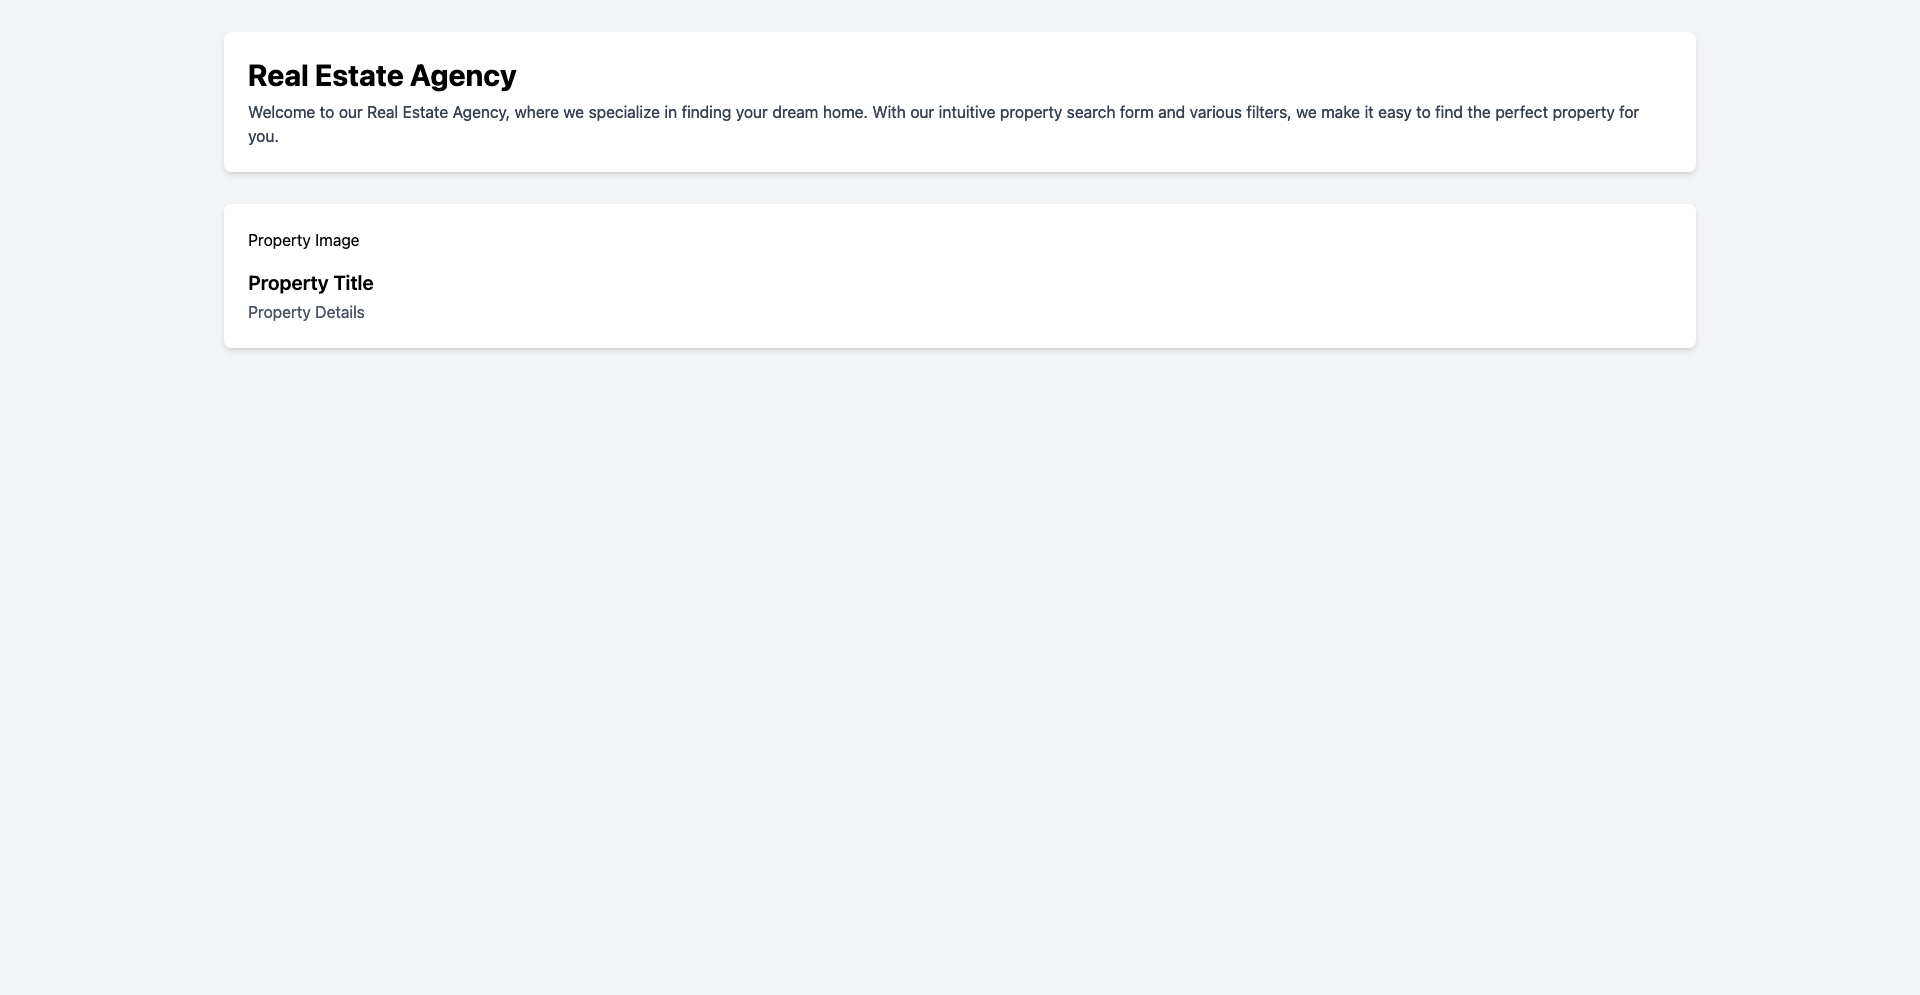 Real Estate Agency
Welcome to our Real Estate Agency, where we specialize in finding your dream home. With our intuitive property search form and various filters, we make it easy to find the perfect property for
you.
Property Image
Property Title
Property Details